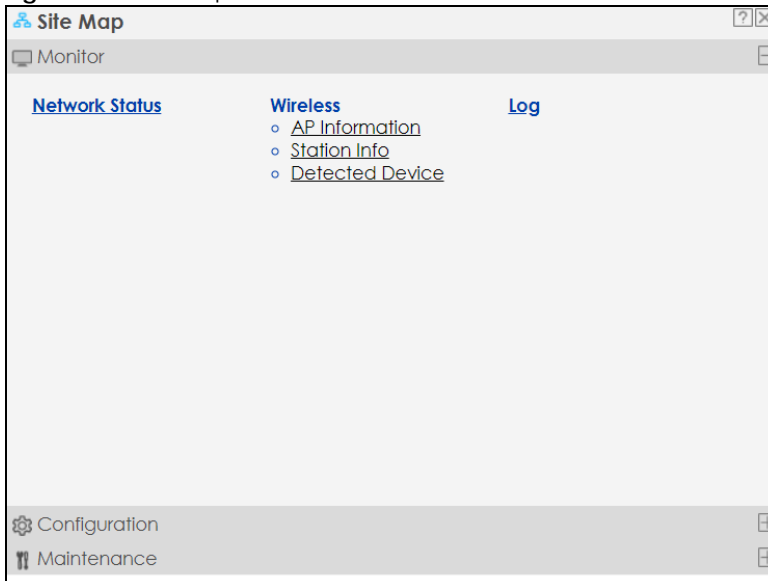 Site Map
Monitor
Network Status
Wireless
AP Information
Station Info
Detected Device
Log
Configuration
Maintenance